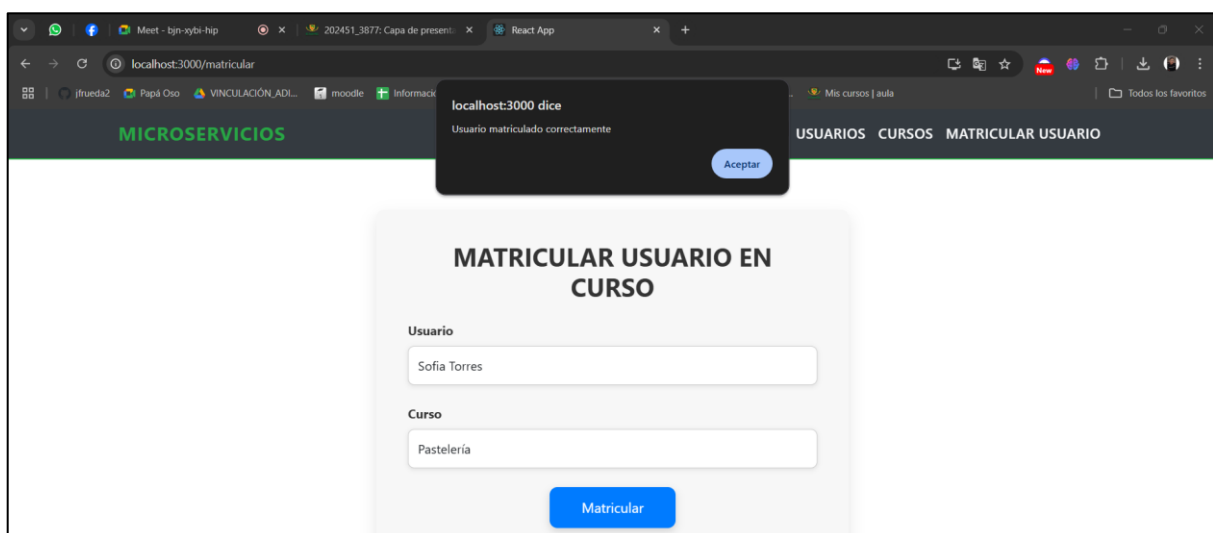 Meet - bjn-xybi-hip
202451_3877: Capa de present
React App
localhost:3000/matricular
New
jfrueda2
Papá Oso
VINCULACIÓN_ADI...
moodle
Informaci
Mis cursos | aula
Todos los favoritos
localhost:3000 dice
Usuario matriculado correctamente
Aceptar
MICROSERVICIOS
USUARIOS CURSOS MATRICULAR USUARIO
MATRICULAR USUARIO EN
CURSO
Usuario
Sofia Torres
Curso
Pastelería
Matricular